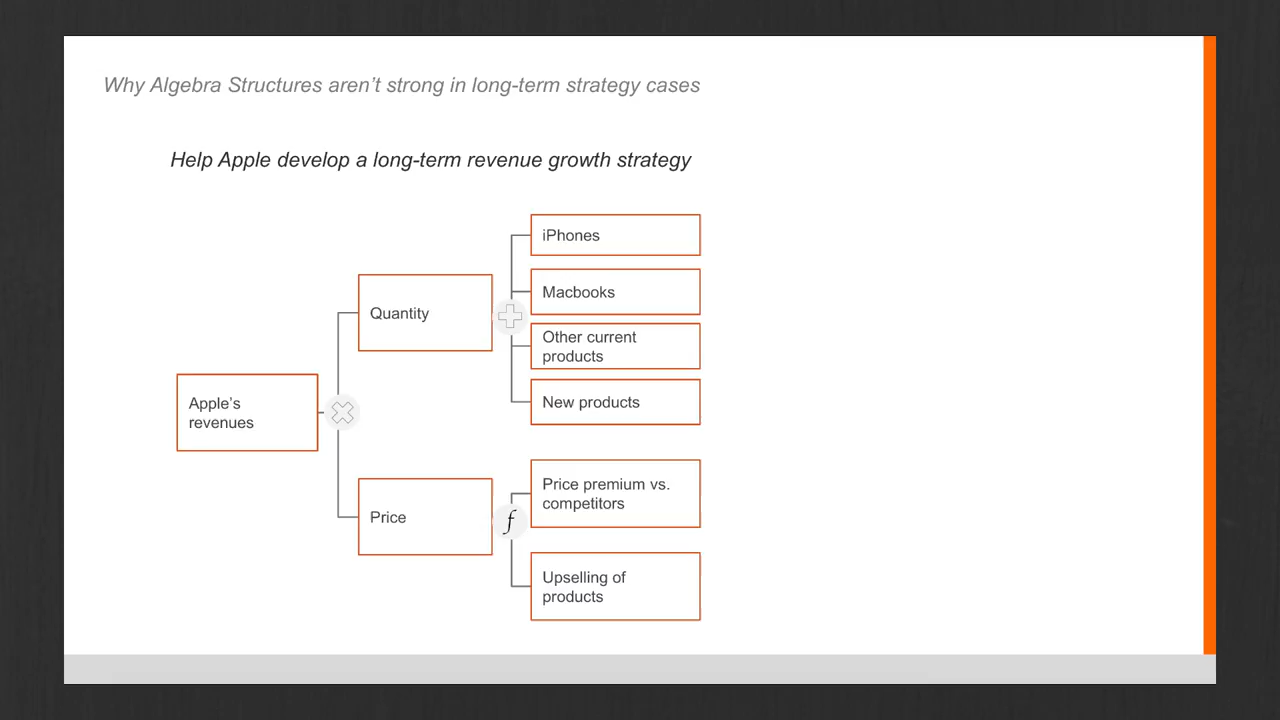 Why Algebra Structures aren’t strong in long-term strategy cases
Help Apple develop a long-term revenue growth strategy
iPhones
Macbooks
Quantity
Other current
products
New products
Apple’s
revenues
Price premium vs.
competitors
Price
f
Upselling of
products